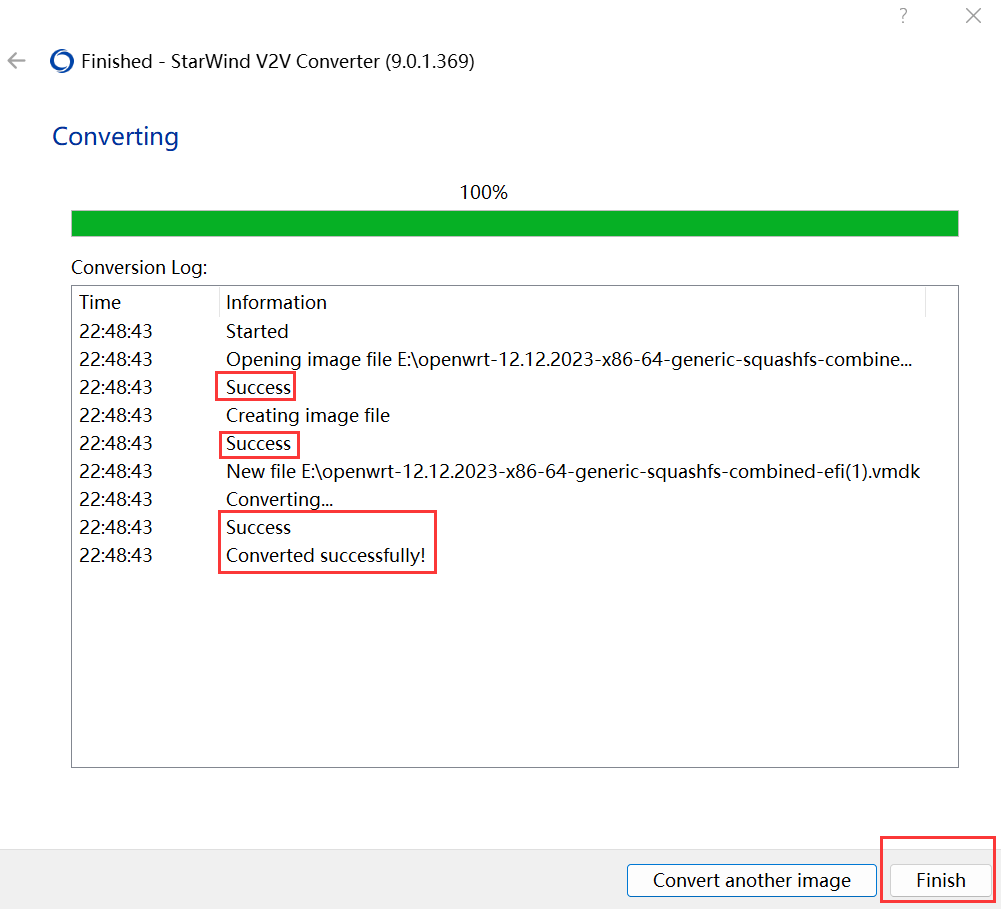 ?
Finished - StarWind V2V Converter (9.0.1.369)
Converting
100%
Conversion Log:
Time Information
22:48:43 Started
22:48:43 Opening image file E:\openwrt-12.12.2023-x86-64-generic-squashfs-combine...
22:48:43 Success
22:48:43 Creating image file
22:48:43 Success
22:48:43 New file E:\openwrt-12.12.2023-x86-64-generic-squashfs-combined-efi(1).vmdk
22:48:43 Converting...
22:48:43 Success
22:48:43 Converted successfully!
Convert another image Finish